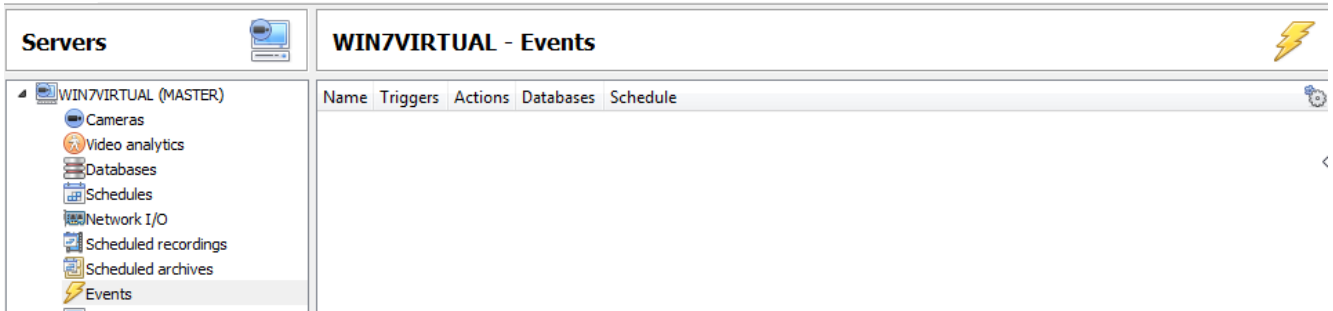 Servers
WIN7VIRTUAL - Events
WIN7VIRTUAL (MASTER)
Cameras
Video analytics
Databases
Schedules
Network I/O
Scheduled recordings
Scheduled archives
Events
Name Triggers Actions Databases Schedule